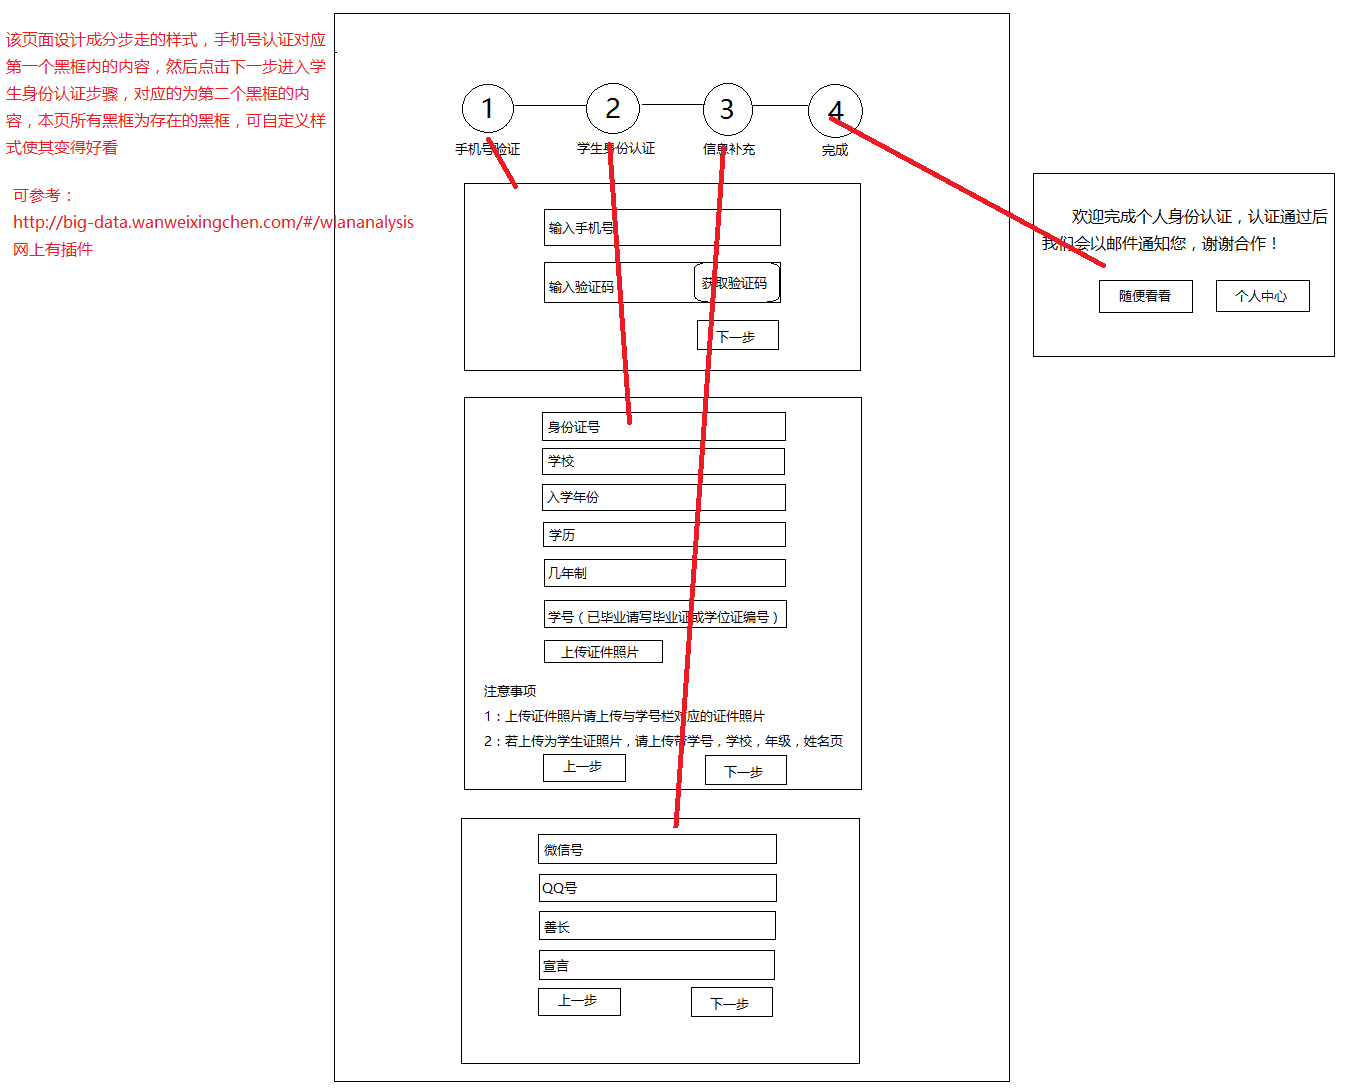 该页面设计成分步走的样式，手机号认证对应
第一个黑框内的内容，然后点击下一步进入学
生身份认证步骤，对应的为第二个黑框的内
容，本页所有黑框为存在的黑框，可自定义样
式使其变得好看
可参考：
http://big-data.wanweixingchen.com/#/wlananalysis
网上有插件
1
2
3
4
手机号验证
学生身份认证
信息补充
完成
输入手机号
输入验证码
获取验证码
下一步
身份证号
学校
入学年份
学历
几年制
学号（已毕业请写毕业证或学位证编号）
上传证件照片
注意事项
1：上传证件照片请上传与学号栏对应的证件照片
2：若上传为学生证照片，请上传带学号，学校，年级，姓名页
上一步
下一步
微信号
QQ号
善长
宣言
上一步
下一步
欢迎完成个人身份认证，认证通过后
我们会以邮件通知您，谢谢合作！
随便看看
个人中心